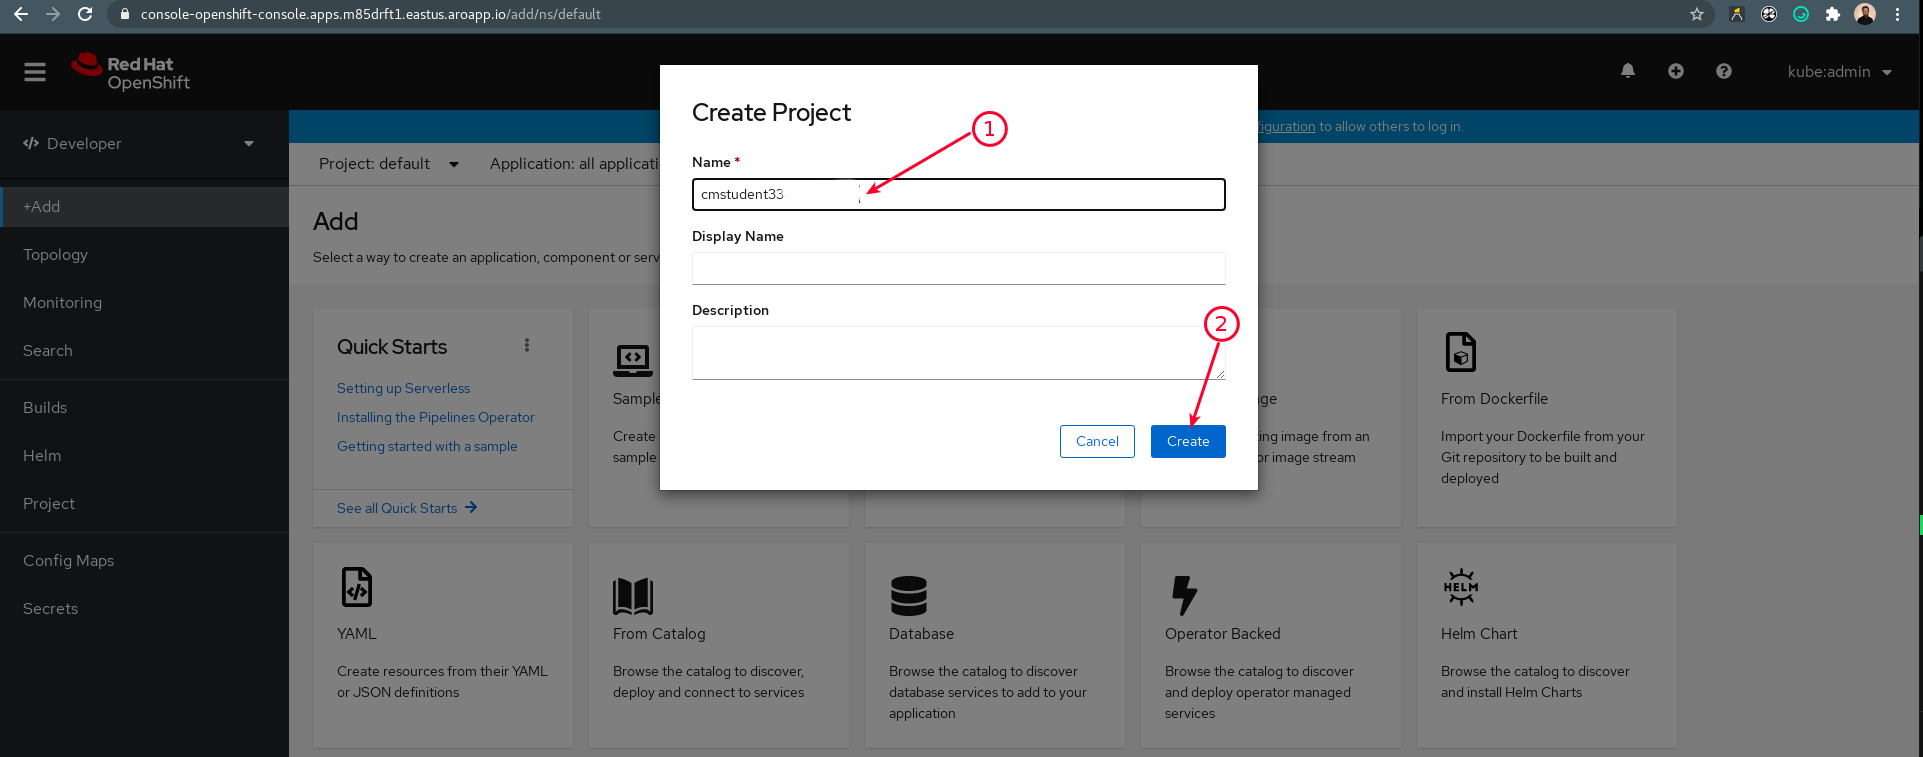 console-openshift-console.apps.m85drft1.eastus.aroapp.io/add/ns/default
Red Hat
OpenShift
kube:admin
Developer
+Add
Topology
Monitoring
Search
Builds
Helm
Project
Config Maps
Secrets
figuration to allow others to log in.
Project: default
Application: all applicati
Add
Select a way to create an application, component or serv
Create Project
1
Name *
cmstudent33
Display Name
Description
2
Cancel
Create
Quick Starts
Setting up Serverless
Installing the Pipelines Operator
Getting started with a sample
See all Quick Starts
Sample
Create
sample
ge
ing image from an
or image stream
From Dockerfile
Import your Dockerfile from your
Git repository to be built and
deployed
YAML
Create resources from their YAML
or JSON definitions
From Catalog
Browse the catalog to discover,
deploy and connect to services
Database
Browse the catalog to discover
database services to add to your
application
Operator Backed
Browse the catalog to discover
and deploy operator managed
services
HELM
Helm Chart
Browse the catalog to discover
and install Helm Charts